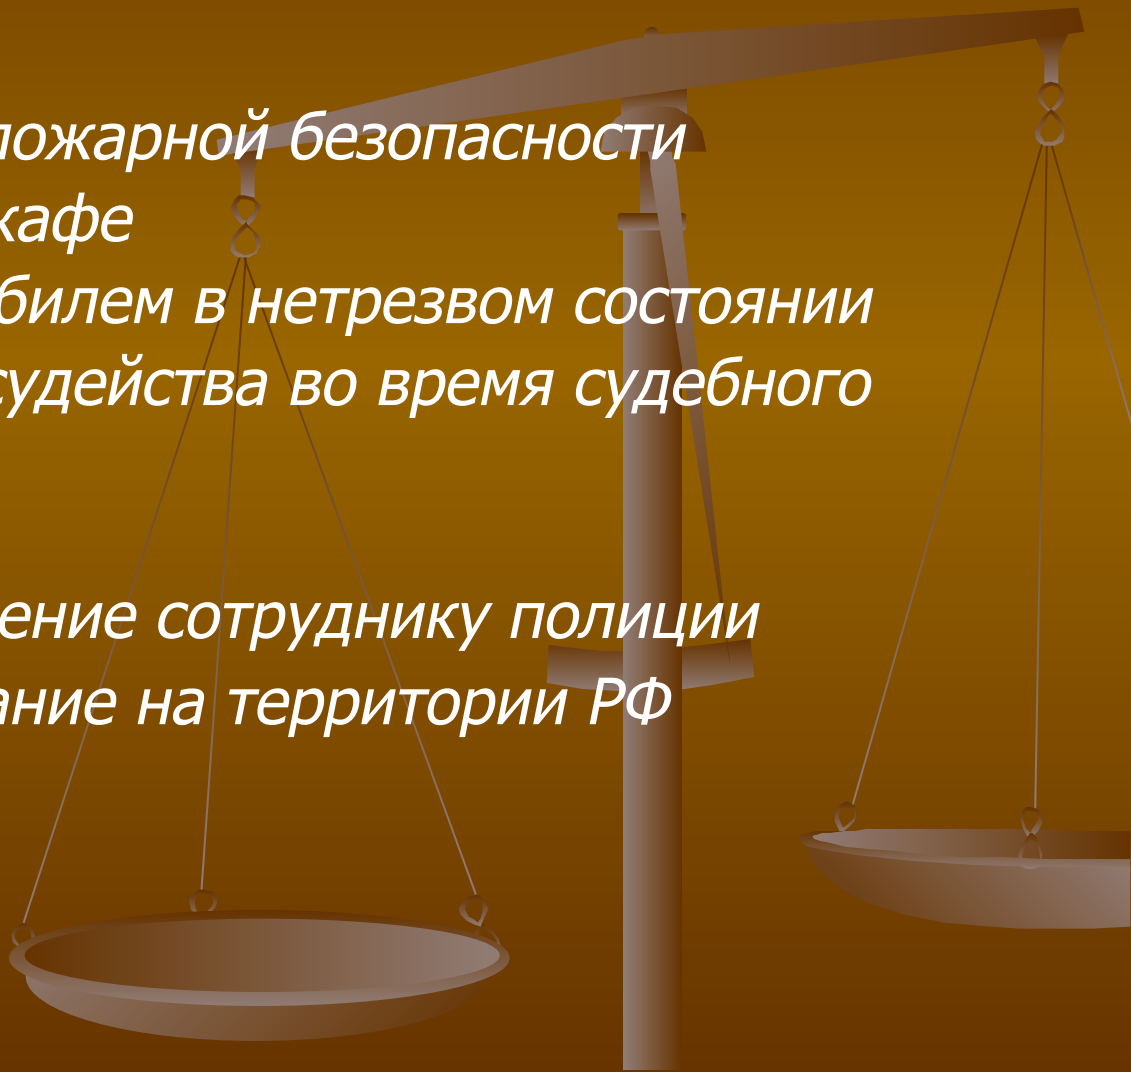 пожарной безопасности
кафе
билем в нетрезвом состоянии
судейства во время судебного
ение сотруднику полиции
ание на территории РФ